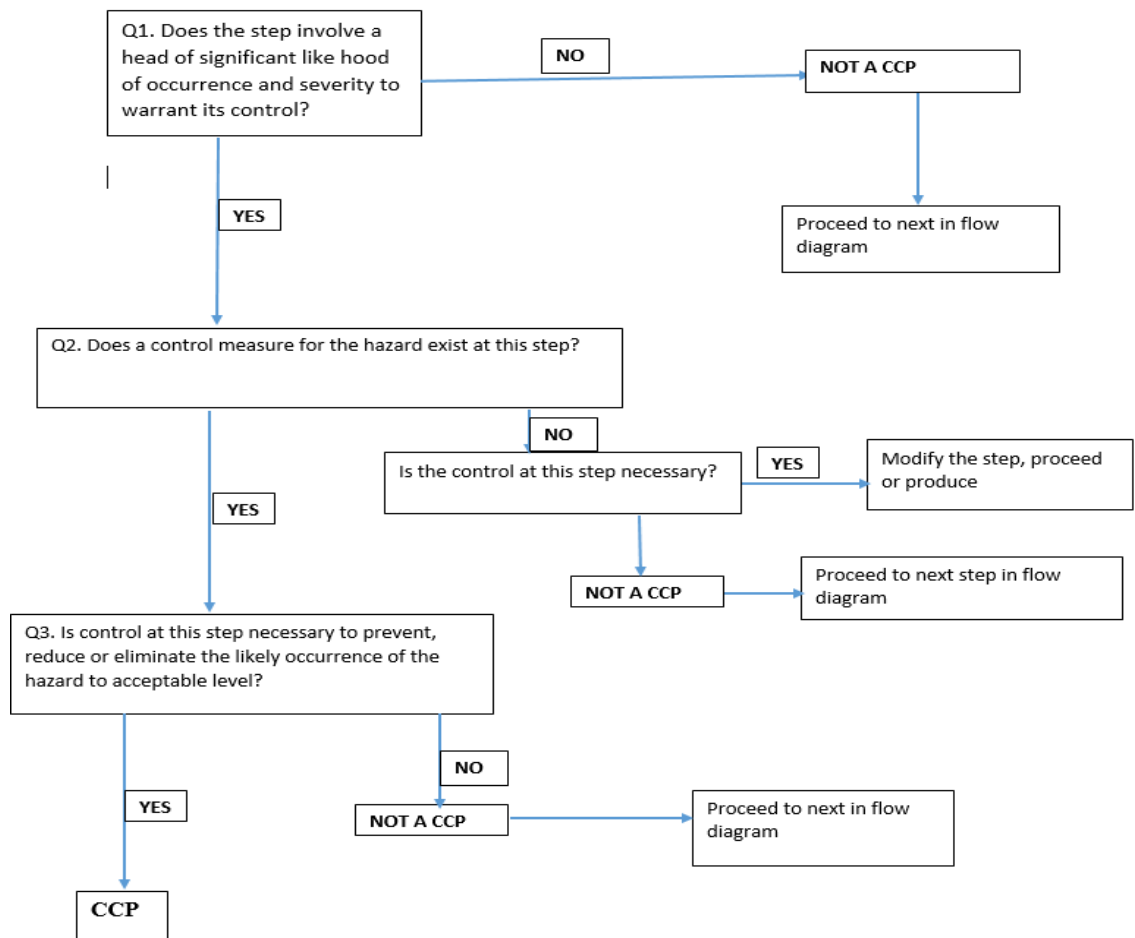 Q1. Does the step involve a
head of significant like hood
of occurrence and severity to
warrant its control?
NO
NOT A CCP
YES
Proceed to next in flow
diagram
Q2. Does a control measure for the hazard exist at this step?
NO
Is the control at this step necessary?
YES
Modify the step, proceed
or produce
YES
NOT A CCP
Proceed to next step in flow
diagram
Q3. Is control at this step necessary to prevent,
reduce or eliminate the likely occurrence of the
hazard to acceptable level?
NO
YES
NOT A CCP
Proceed to next in flow
diagram
CCP